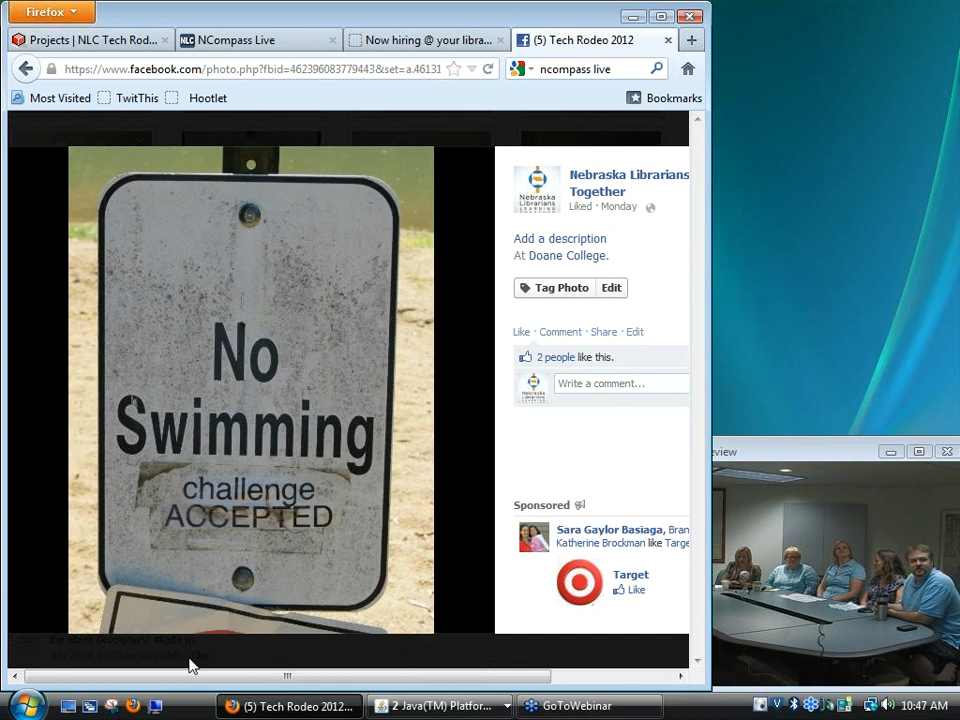 Firefox
Projects | NLC Tech Rod...
NLC NCompass Live
Now hiring @ your libra...
(5) Tech Rodeo 2012
https://www.facebook.com/photo.php?fbid=462396083779443&set=a.46131
ncompass live
Most Visited
TwitThis
Hootlet
Bookmarks
No
Swimming
challenge
ACCEPTED
Nebraska Librarians
Together
Liked · Monday
Add a description
At Doane College.
Tag Photo
Edit
Like · Comment · Share · Edit
2 people like this.
Write a comment...
Sponsored
Sara Gaylor Basiaga, Bran
Katherine Brockman like Targe
Target
Like
eview
(5) Tech Rodeo 2012...
2 Java(TM) Platfor...
GoToWebinar
10:47 AM